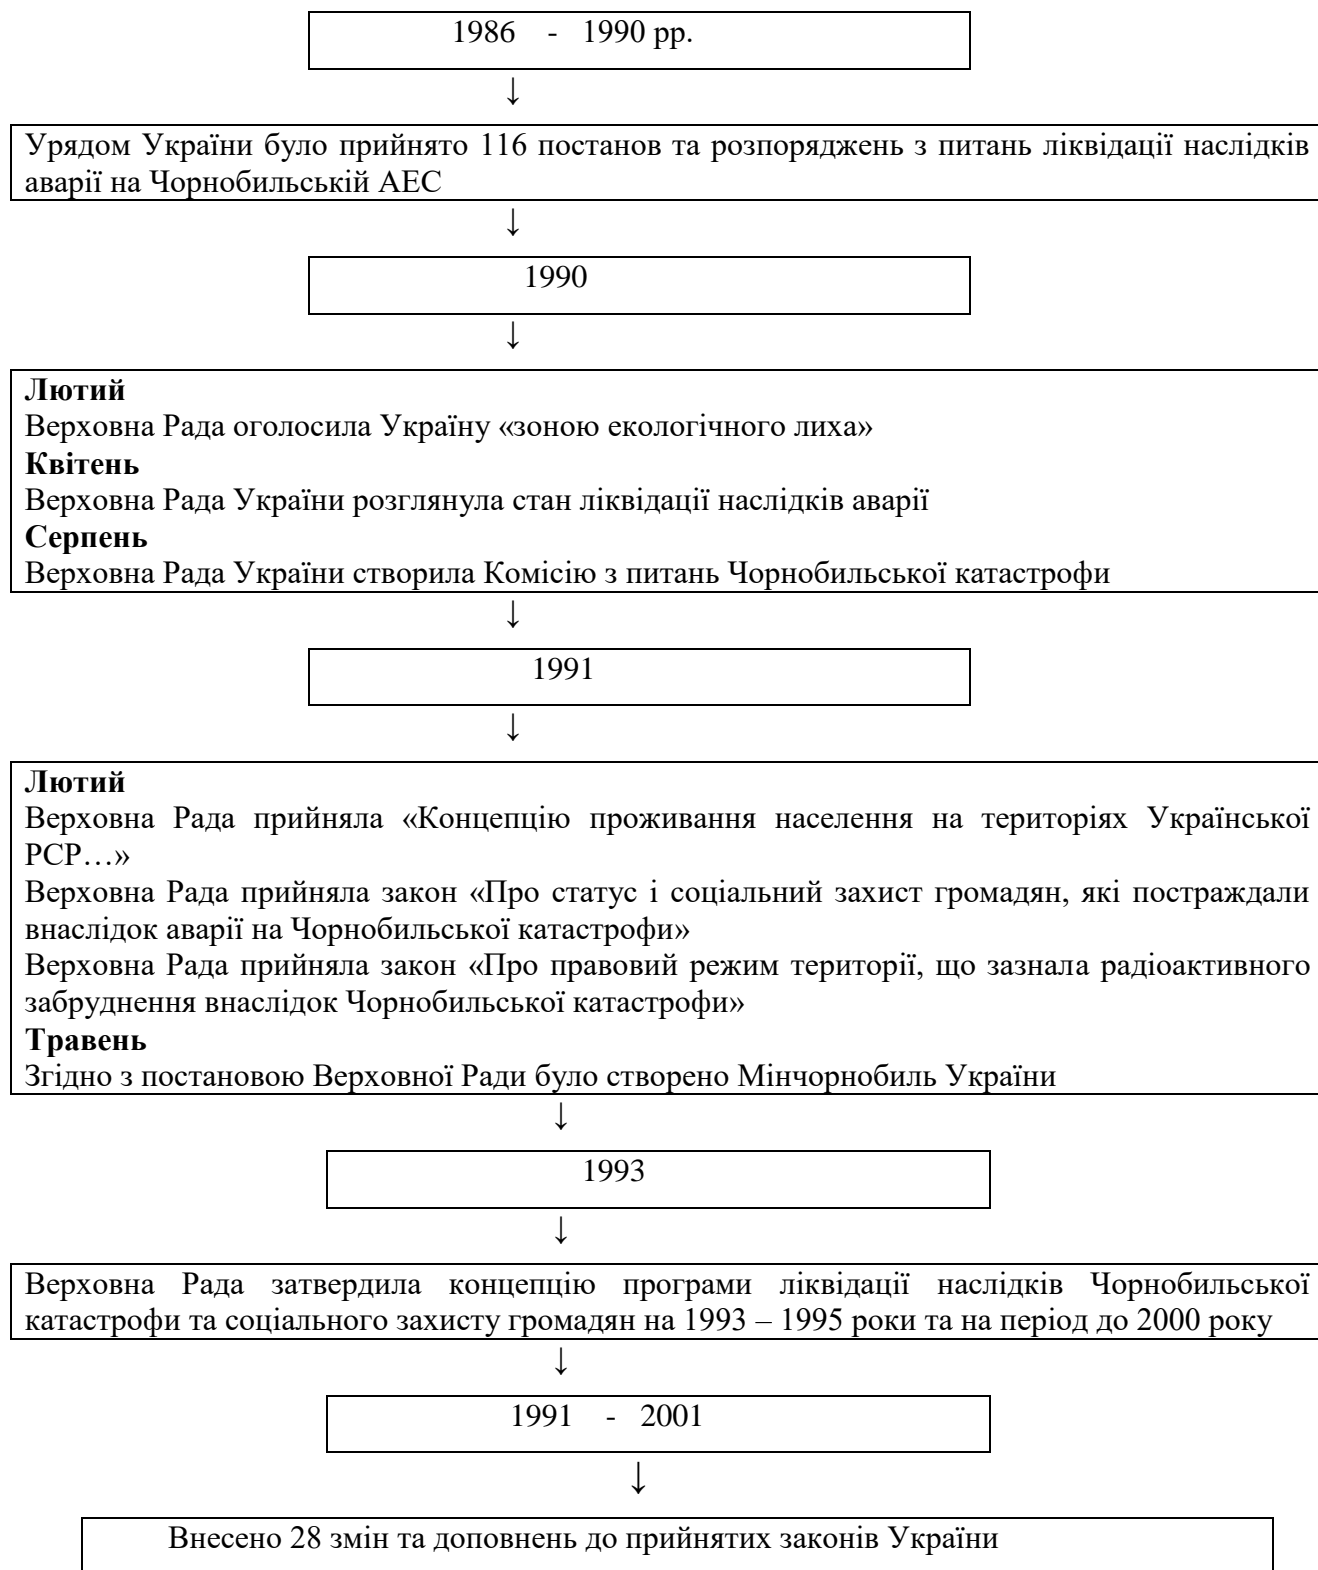 1986 - 1990 рр.
↓
Урядом України було прийнято 116 постанов та розпоряджень з питань ліквідації наслідків
аварії на Чорнобильській АЕС
↓
1990
↓
Лютий
Верховна Рада оголосила Україну «зоною екологічного лиха»
Квітень
Верховна Рада України розглянула стан ліквідації наслідків аварії
Серпень
Верховна Рада України створила Комісію з питань Чорнобильської катастрофи
↓
1991
↓
Лютий
Верховна Рада прийняла «Концепцію проживання населення на територіях Української
РСР…»
Верховна Рада прийняла закон «Про статус і соціальний захист громадян, які постраждали
внаслідок аварії на Чорнобильської катастрофи»
Верховна Рада прийняла закон «Про правовий режим території, що зазнала радіоактивного
забруднення внаслідок Чорнобильської катастрофи»
Травень
Згідно з постановою Верховної Ради було створено Мінчорнобиль України
↓
1993
↓
Верховна Рада затвердила концепцію програми ліквідації наслідків Чорнобильської
катастрофи та соціального захисту громадян на 1993 – 1995 роки та на період до 2000 року
↓
1991 - 2001
↓
Внесено 28 змін та доповнень до прийнятих законів України